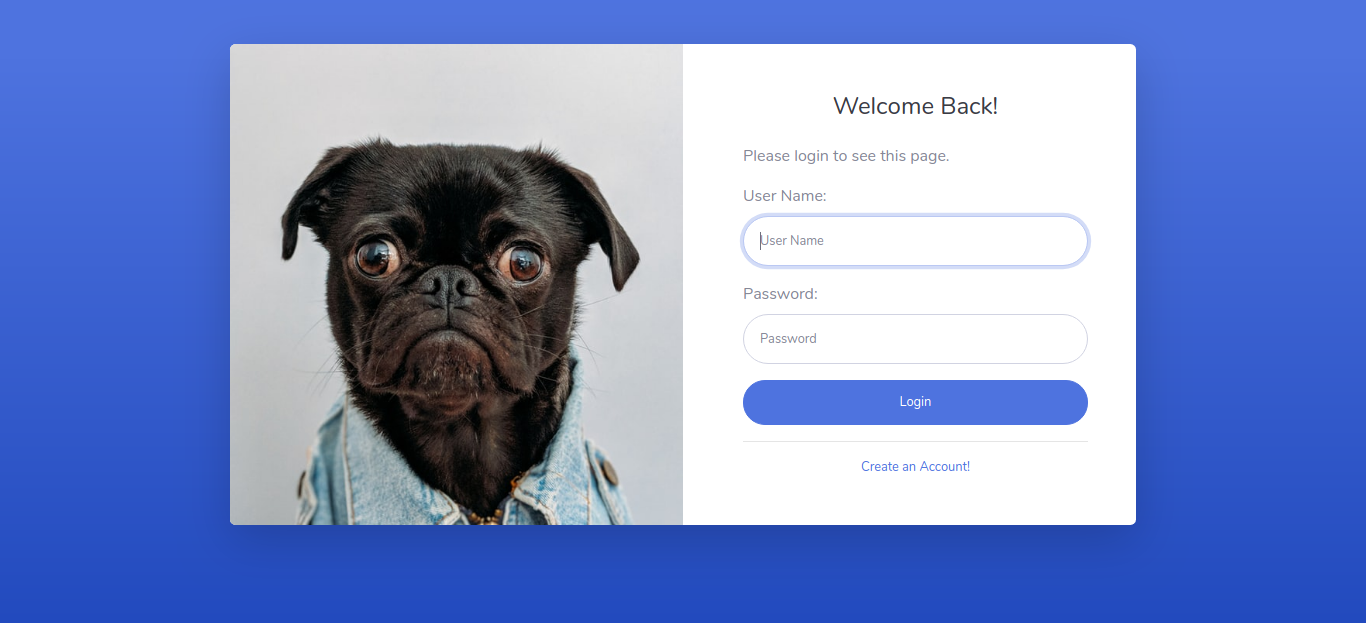 Welcome Back!
Please login to see this page.
User Name:
User Name
Password:
Password
Login
Create an Account!